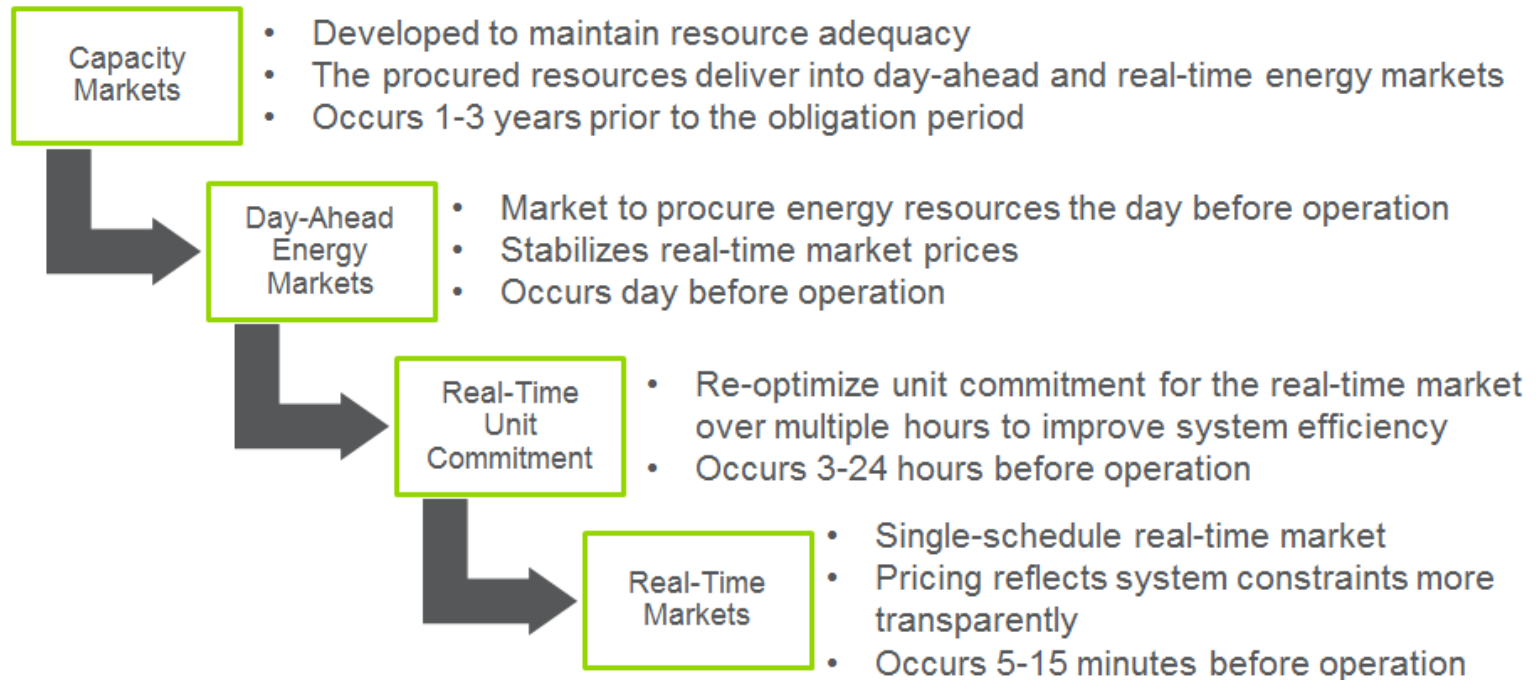 Capacity
Markets
• Developed to maintain resource adequacy
• The procured resources deliver into day-ahead and real-time energy markets
• Occurs 1-3 years prior to the obligation period
Day-Ahead
Energy
Markets
• Market to procure energy resources the day before operation
• Stabilizes real-time market prices
• Occurs day before operation
Real-Time
Unit
Commitment
• Re-optimize unit commitment for the real-time market
over multiple hours to improve system efficiency
• Occurs 3-24 hours before operation
Real-Time
Markets
• Single-schedule real-time market
• Pricing reflects system constraints more
transparently
• Occurs 5-15 minutes before operation